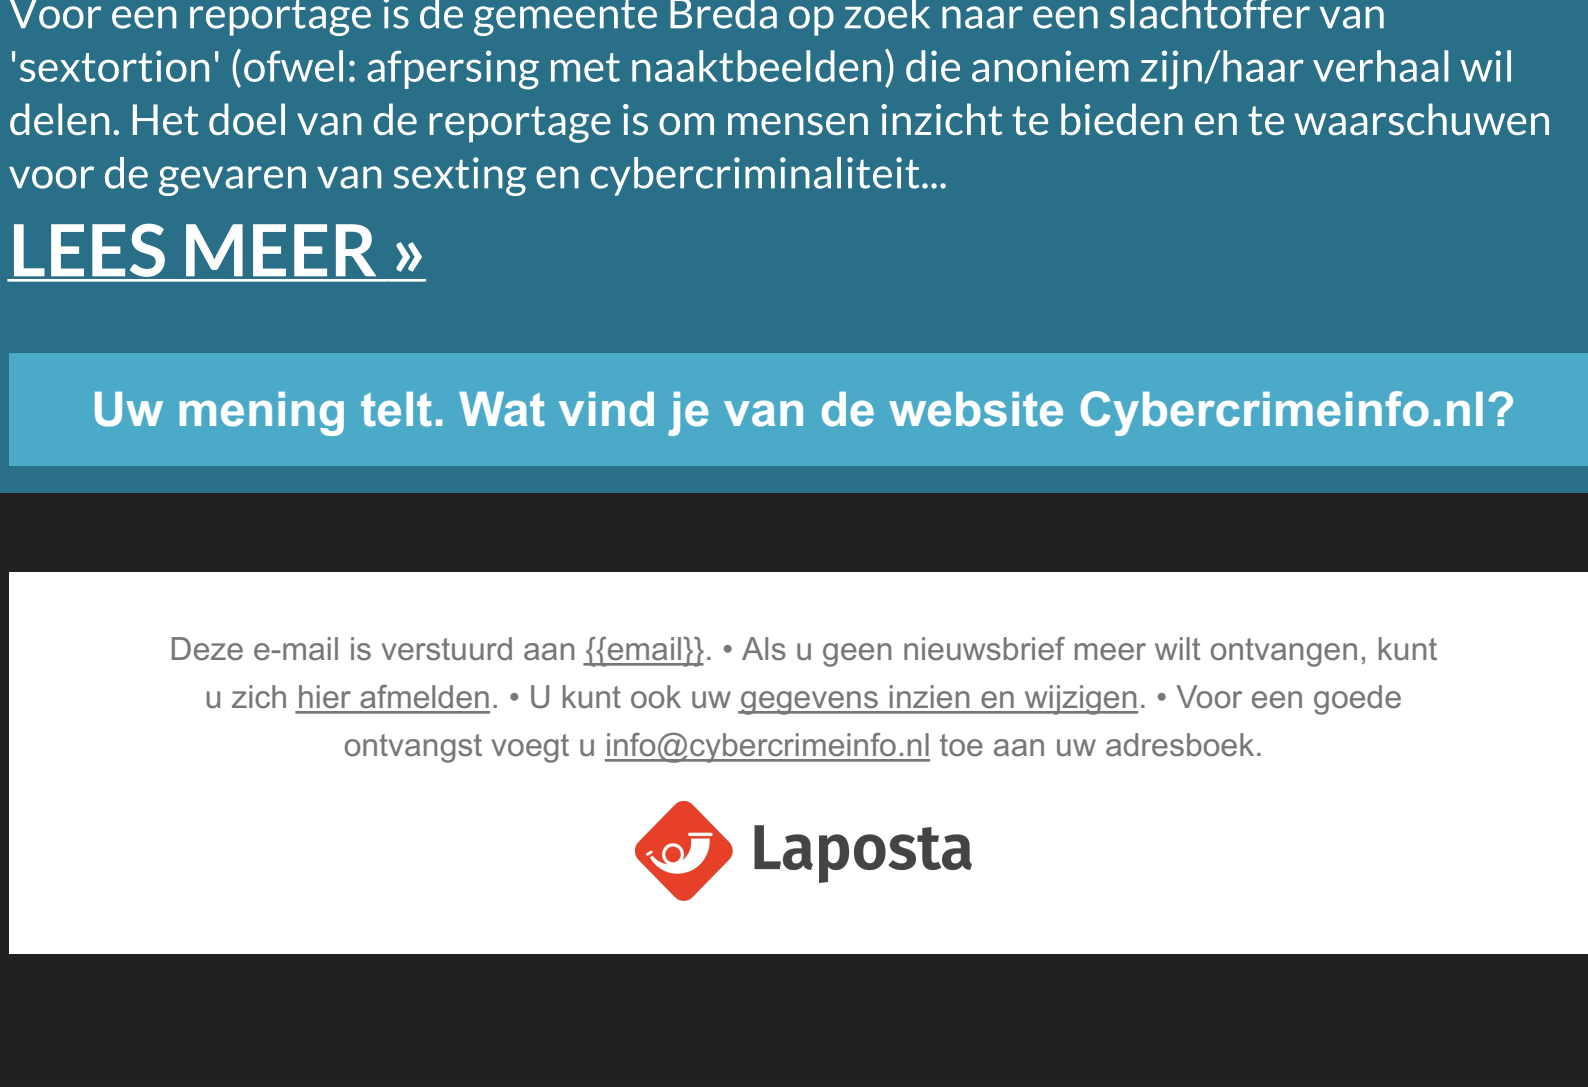 Voor een reportage is de gemeente Breda op zoek naar een slachtoffer van
'sextortion' (ofwel: afpersing met naaktbeelden) die anoniem zijn/haar verhaal wil
delen. Het doel van de reportage is om mensen inzicht te bieden en te waarschuwen
voor de gevaren van sexting en cybercriminaliteit...
LEES MEER »
Uw mening telt. Wat vind je van de website Cybercrimeinfo.nl?
Deze e-mail is verstuurd aan {{email}}. • Als u geen nieuwsbrief meer wilt ontvangen, kunt
u zich hier afmelden. • U kunt ook uw gegevens inzien en wijzigen. • Voor een goede
ontvangst voegt u info@cybercrimeinfo.nl toe aan uw adresboek.
Laposta